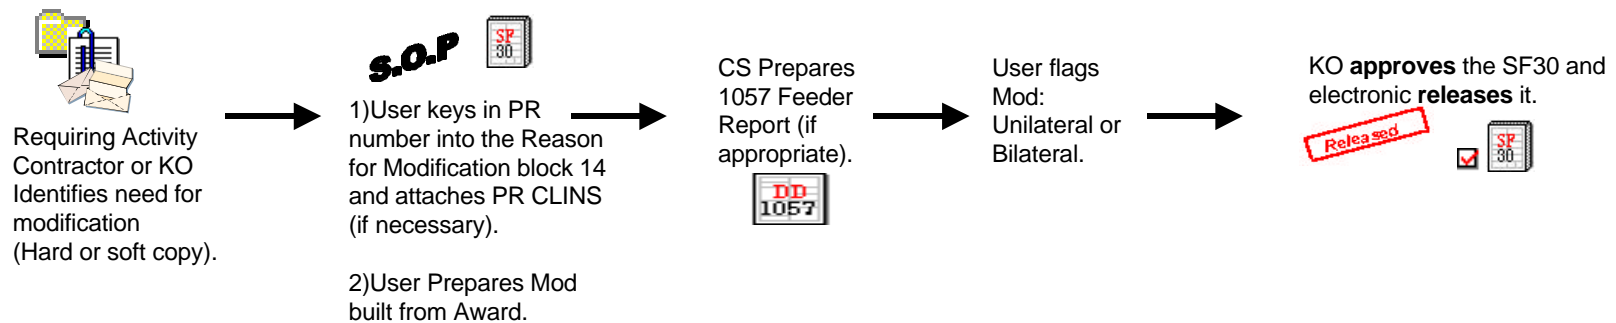 Requiring Activity
Contractor or KO
Identifies need for
modification
(Hard or soft copy).
S.O.P
SF
30
1)User keys in PR
number into the Reason
for Modification block 14
and attaches PR CLINS
(if necessary).
2)User Prepares Mod
built from Award.
CS Prepares
1057 Feeder
Report (if
appropriate).
DD
1057
User flags
Mod:
Unilateral or
Bilateral.
KO approves the SF30 and
electronic releases it.
Released
SF
30